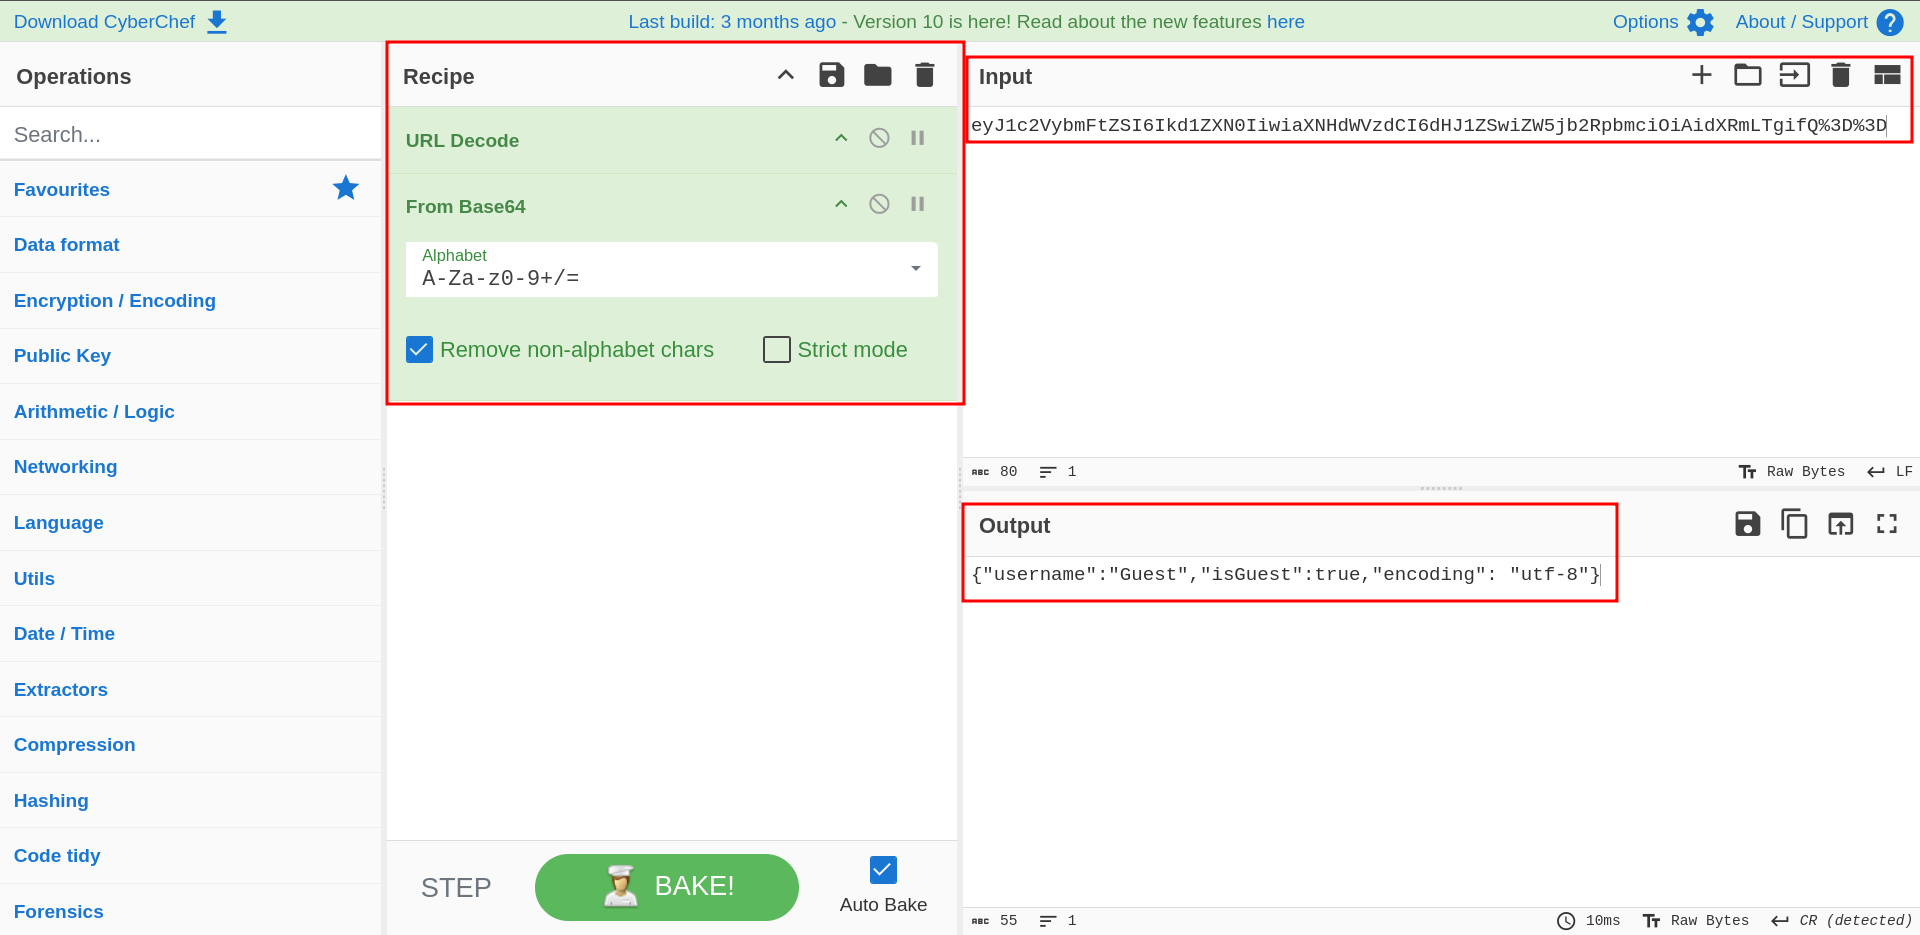 Download CyberChef
Last build: 3 months ago - Version 10 is here! Read about the new features here
Options
About / Support
Operations
Search...
Favourites
Data format
Encryption / Encoding
Public Key
Arithmetic / Logic
Networking
Language
Utils
Date / Time
Extractors
Compression
Hashing
Code tidy
Forensics
Recipe
URL Decode
From Base64
Alphabet
A-Za-z0-9+/=
Remove non-alphabet chars
Strict mode
STEP
BAKE!
Auto Bake
Input
eyJ1c2VybmFtZSI6Ikd1ZXN0IiwiaXNHdWVzdCI6dHJ1ZSwiZW5jb2RpbmciOiAidXRmLTgifQ%3D%3D
ABC 80 1
Raw Bytes LF
Output
{"username":"Guest","isGuest":true,"encoding": "utf-8"}
ABC 55 1
10ms Raw Bytes CR (detected)